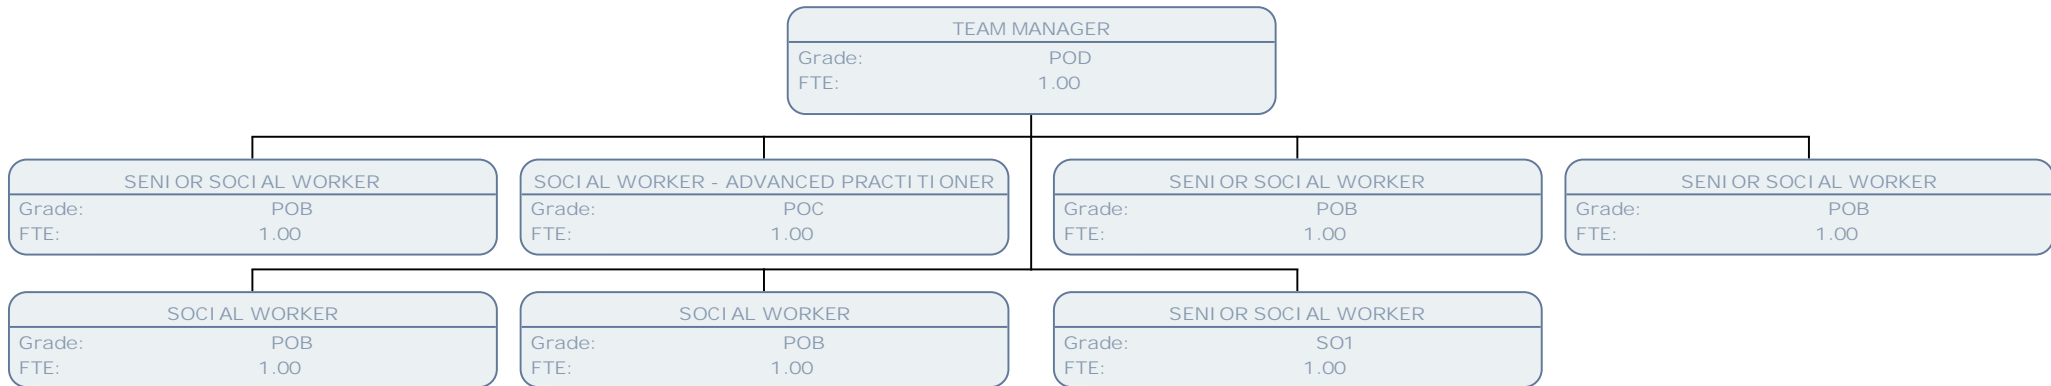 TEAM MANAGER
Grade: POD
FTE: 1.00
SENIOR SOCIAL WORKER
Grade: POB
FTE: 1.00
SOCIAL WORKER - ADVANCED PRACTITIONER
Grade: POC
FTE: 1.00
SENIOR SOCIAL WORKER
Grade: POB
FTE: 1.00
SENIOR SOCIAL WORKER
Grade: POB
FTE: 1.00
SOCIAL WORKER
Grade: POB
FTE: 1.00
SOCIAL WORKER
Grade: POB
FTE: 1.00
SENIOR SOCIAL WORKER
Grade: SO1
FTE: 1.00